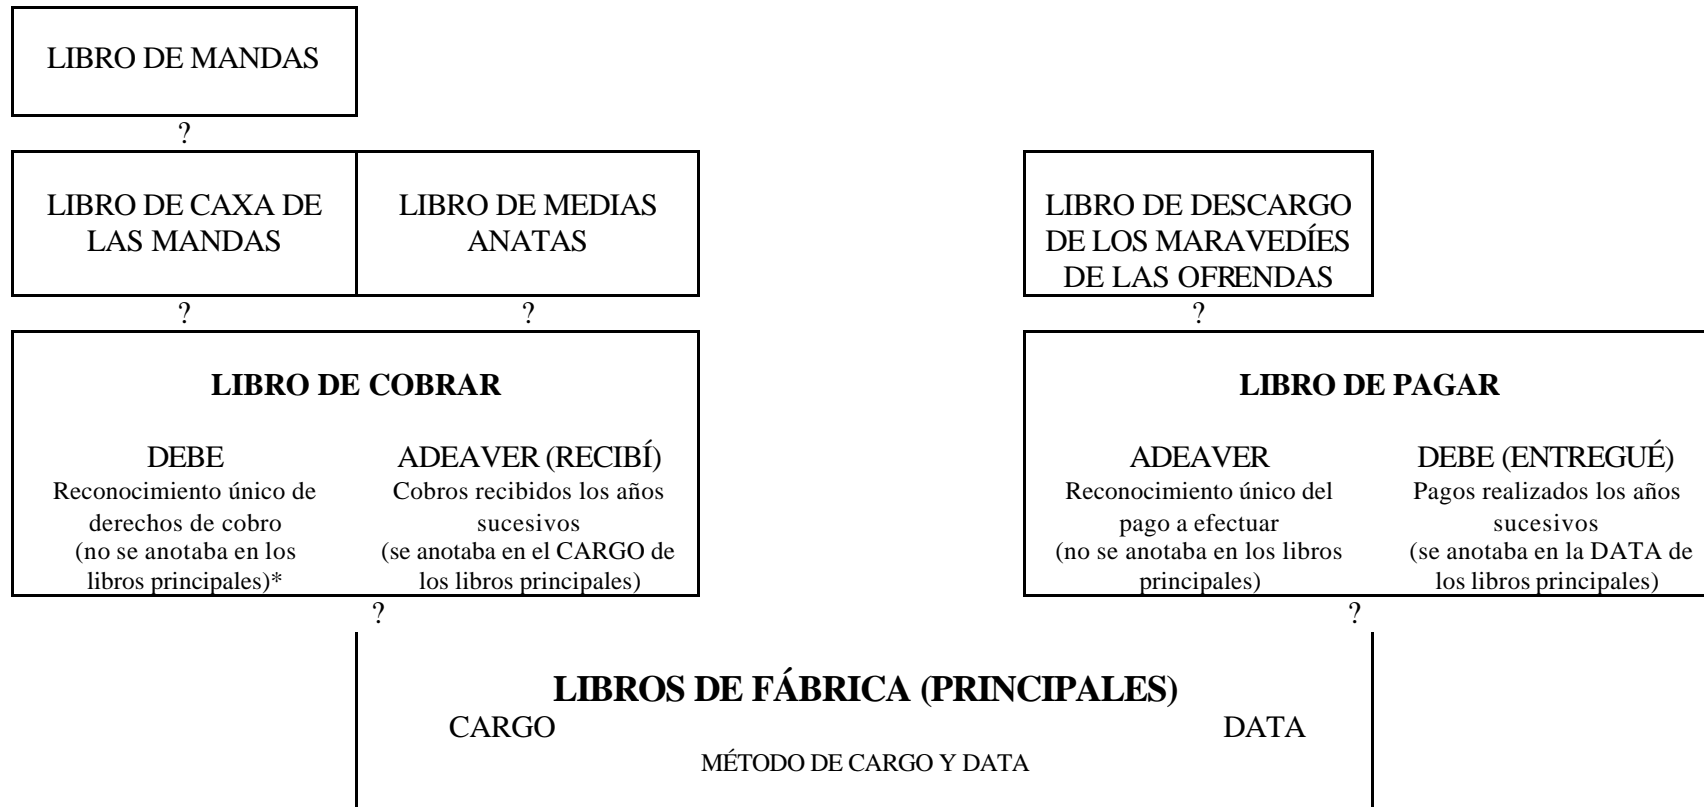 LIBRO DE MANDAS
?
LIBRO DE CAXA DE
LAS MANDAS
LIBRO DE MEDIAS
ANATAS
LIBRO DE DESCARGO
DE LOS MARAVEDÍES
DE LAS OFRENDAS
?
?
?
LIBRO DE COBRAR
DEBE
Reconocimiento único de
derechos de cobro
(no se anotaba en los
libros principales)*
ADEAVER (RECIBÍ)
Cobros recibidos los años
sucesivos
(se anotaba en el CARGO de
los libros principales)
LIBRO DE PAGAR
ADEAVER
Reconocimiento único del
pago a efectuar
(no se anotaba en los libros
principales)
DEBE (ENTREGUÉ)
Pagos realizados los años
sucesivos
(se anotaba en la DATA de
los libros principales)
?
?
LIBROS DE FÁBRICA (PRINCIPALES)
CARGO
DATA
MÉTODO DE CARGO Y DATA